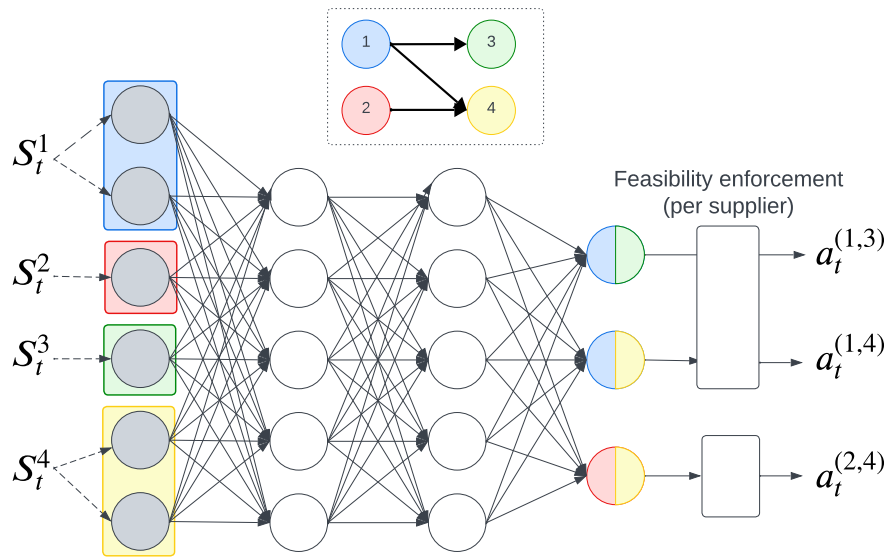 1
3
2
4
Feasibility enforcement
(per supplier)
S_t^1
S_t^2
S_t^3
S_t^4
a_t^{(1,3)}
a_t^{(1,4)}
a_t^{(2,4)}